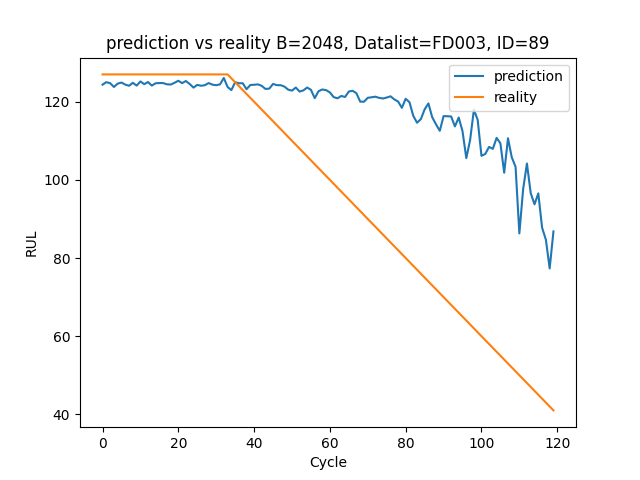 prediction vs reality B=2048, Datalist=FD003, ID=89
prediction
reality
120
100
80
60
40
RUL
0 20 40 60 80 100 120
Cycle